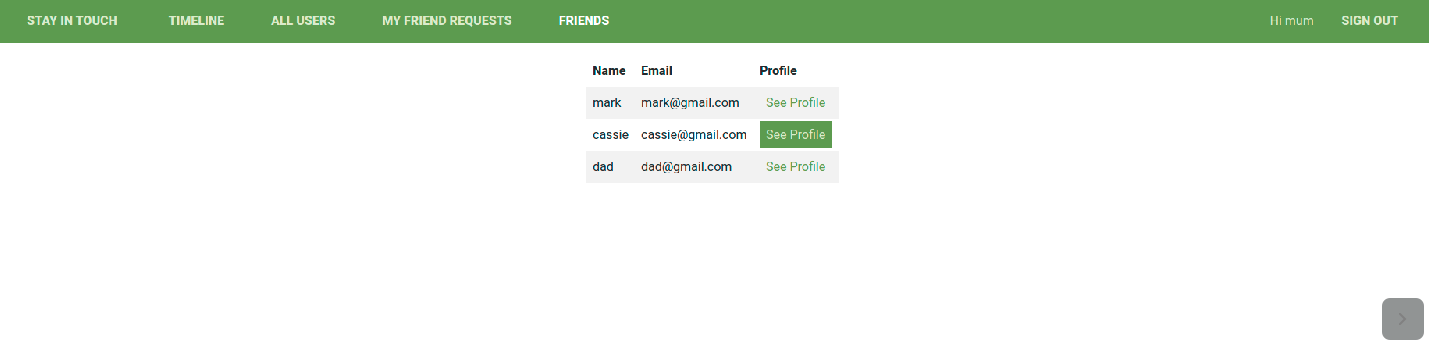 STAY IN TOUCH TIMELINE ALL USERS MY FRIEND REQUESTS FRIENDS Hi mum SIGN OUT
Name Email Profile
mark mark@gmail.com See Profile
cassie cassie@gmail.com See Profile
dad dad@gmail.com See Profile